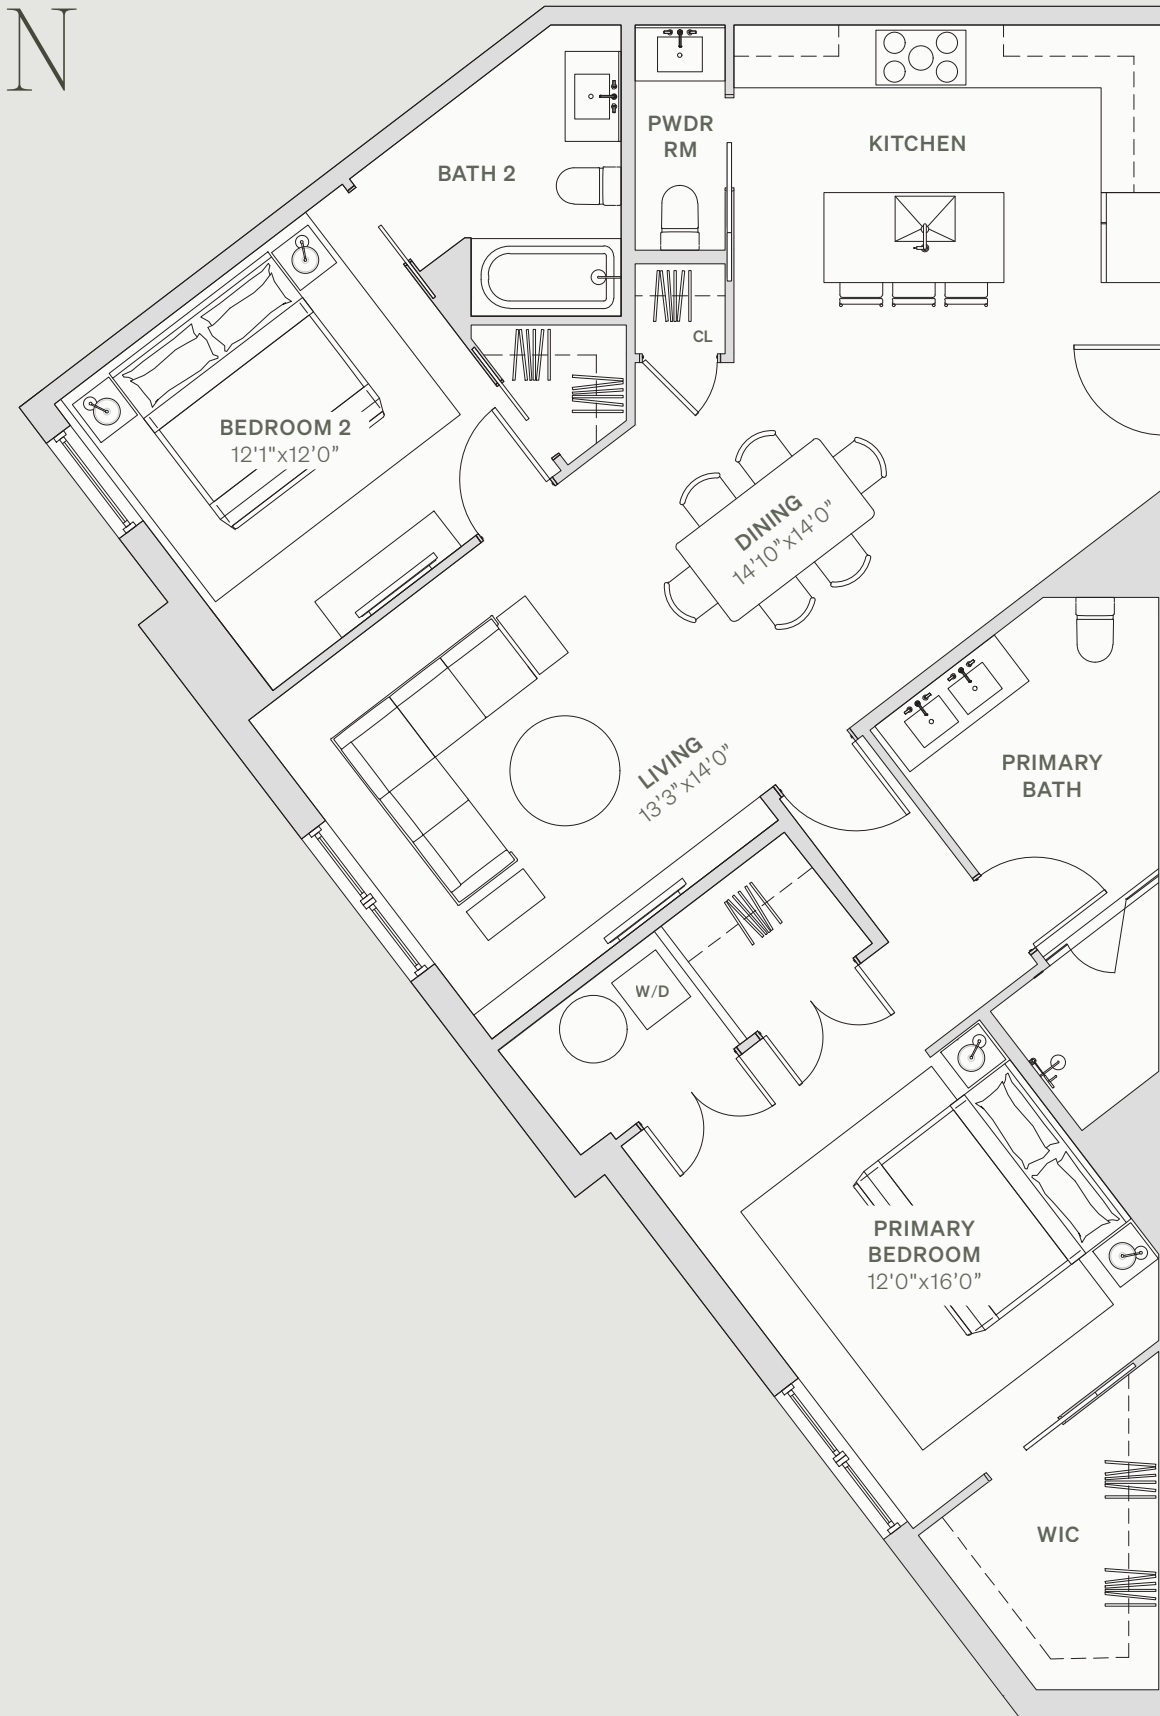 N
PWDR
RM
KITCHEN
BATH 2
CL
BEDROOM 2
12'1"x12'0”
DINING
14’10”x14’0”
LIVING
13’3”x14’0”
PRIMARY
BATH
W/D
PRIMARY
BEDROOM
12'0"x16’0”
WIC